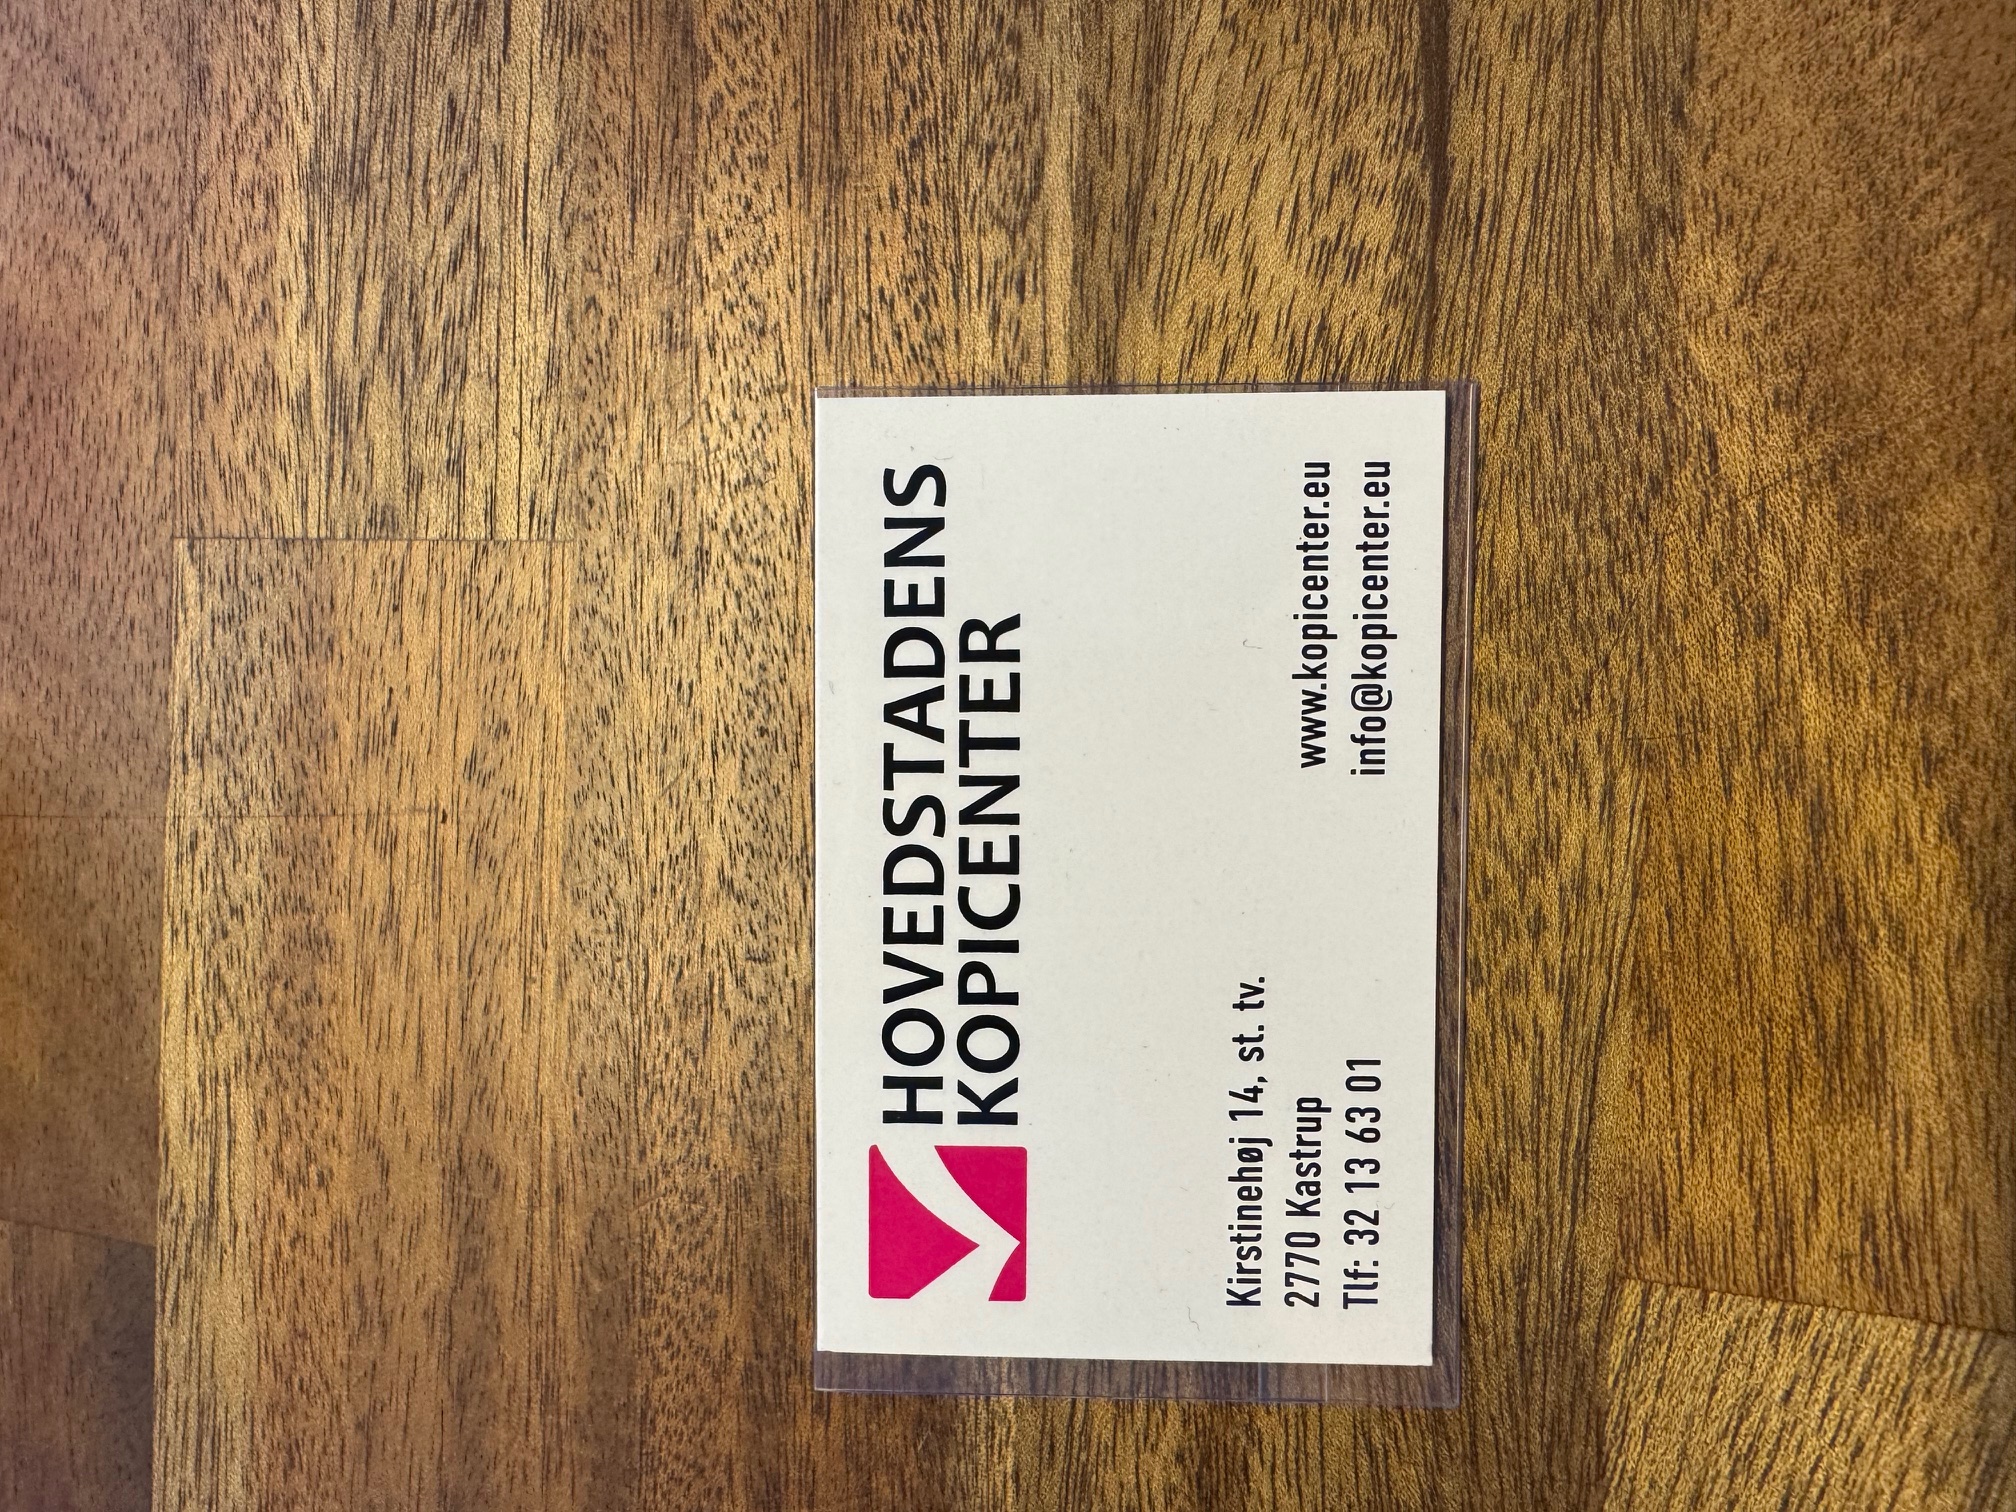 HOVEDSTADENS
KOPICENTER
Kirstinehøj 14, st. tv.
2770 Kastrup
Tlf: 32 13 63 01
www.kopicenter.eu
info@kopicenter.eu